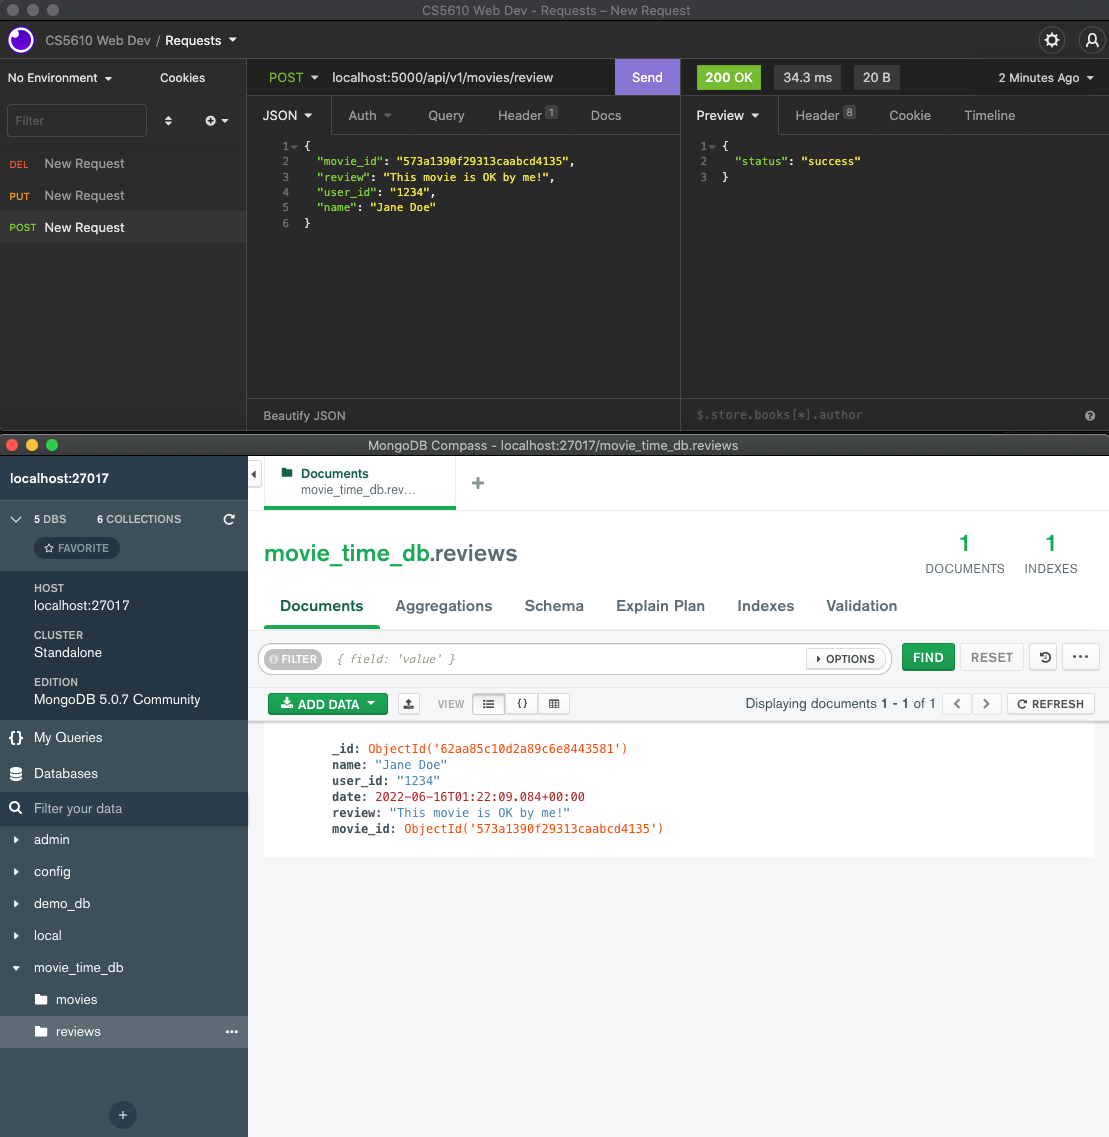 CS5610 Web Dev - Requests – New Request
CS5610 Web Dev / Requests
No Environment
Cookies
POST
localhost:5000/api/v1/movies/review
Send
200 OK
34.3 ms
20 B
2 Minutes Ago
Filter
JSON
Auth
Query
Header 1
Docs
Preview
Header 8
Cookie
Timeline
DEL New Request
PUT New Request
POST New Request
1 {
2 "movie_id": "573a1390f29313caabcd4135",
3 "review": "This movie is OK by me!",
4 "user_id": "1234",
5 "name": "Jane Doe"
6 }
1 {
2 "status": "success"
3 }
Beautify JSON
$.store.books[*].author
MongoDB Compass - localhost:27017/movie_time_db.reviews
localhost:27017
5 DBS 6 COLLECTIONS
FAVORITE
HOST
localhost:27017
CLUSTER
Standalone
EDITION
MongoDB 5.0.7 Community
My Queries
Databases
Filter your data
admin
config
demo_db
local
movie_time_db
movies
reviews
Documents
movie_time_db.rev...
movie_time_db.reviews
1
DOCUMENTS
1
INDEXES
Documents
Aggregations
Schema
Explain Plan
Indexes
Validation
FILTER
{ field: 'value' }
OPTIONS
FIND
RESET
ADD DATA
VIEW
{}
Displaying documents 1 - 1 of 1
REFRESH
_id: ObjectId('62aa85c10d2a89c6e8443581')
name: "Jane Doe"
user_id: "1234"
date: 2022-06-16T01:22:09.084+00:00
review: "This movie is OK by me!"
movie_id: ObjectId('573a1390f29313caabcd4135')